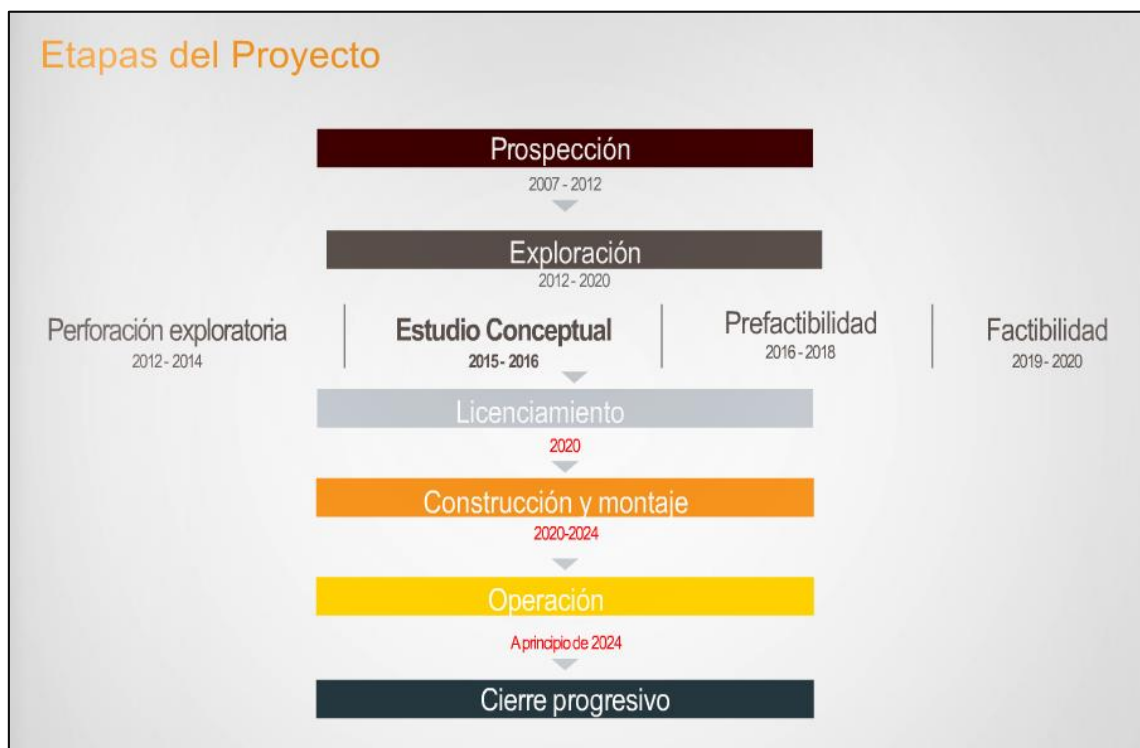 Etapas del Proyecto
Prospección
2007 - 2012
Exploración
2012 - 2020
Perforación exploratoria
2012 - 2014
Estudio Conceptual
2015 - 2016
Prefactibilidad
2016 - 2018
Factibilidad
2019 - 2020
Licenciamiento
2020
Construcción y montaje
2020-2024
Operación
A principio de 2024
Cierre progresivo